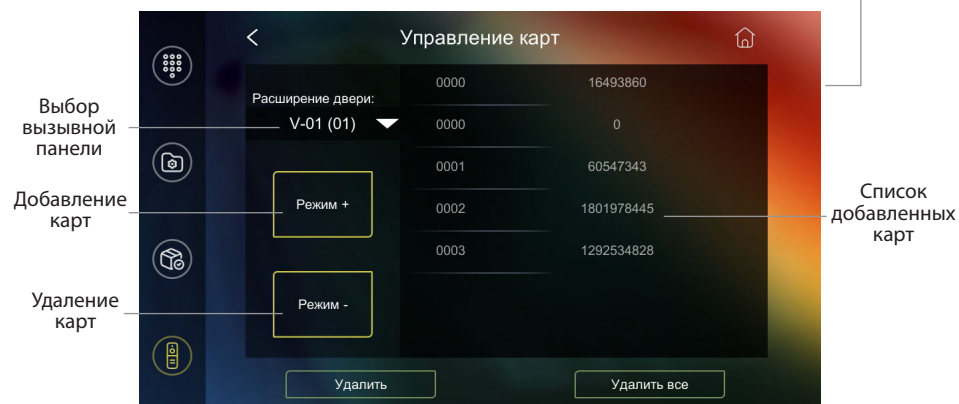 Управление карт
Выбор
вызывной
панели
Добавление
карт
Удаление
карт
Расширение двери:
V-01 (01)
Режим +
Режим -
0000 16493860
0000 0
0001 60547343
0002 1801978445
0003 1292534828
Список
добавленных
карт
Удалить
Удалить все